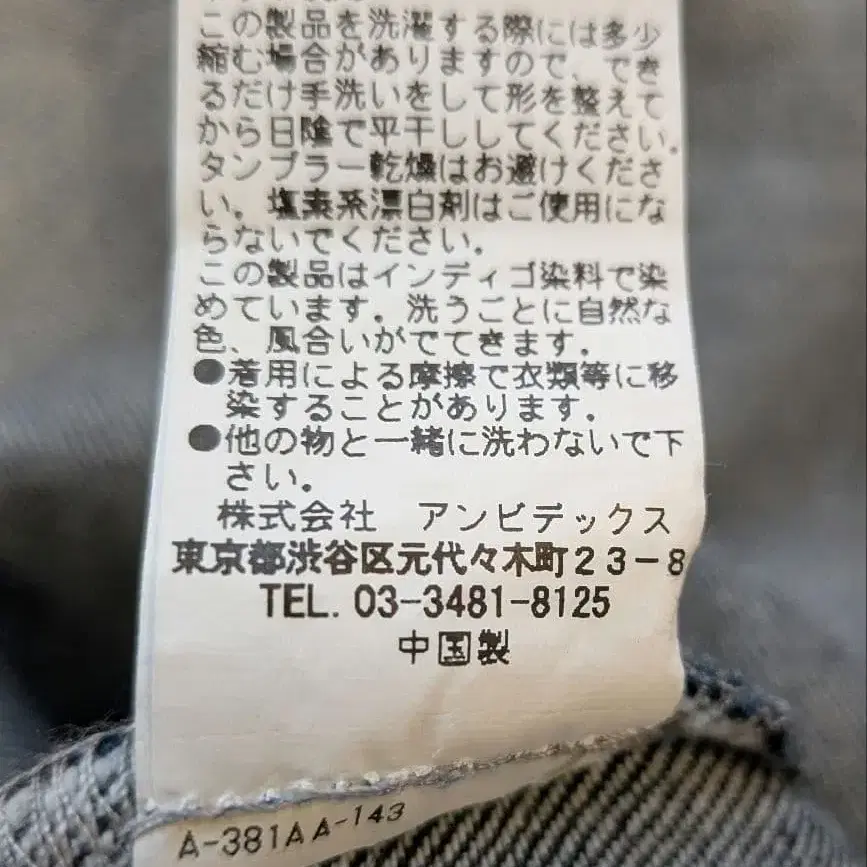 この製品を洗濯する際には多少
縮む場合がありますので、でき
るだけ手洗いをして形を整えて
から日陰で平干ししてください。
タンブラー乾燥はお避けくださ
い。塩素系漂白剤はご使用にな
らないでください。
この製品はインディゴ染料で染
めています。洗うごとに自然な
色、風合いがでてきます。
●着用による摩擦で衣類等に移
染することがあります。
●他の物と一緒に洗わないで下
さい。
株式会社 アンビデックス
東京都渋谷区元代々木町23-8
TEL. 03-3481-8125
中国製
A-381AA-143